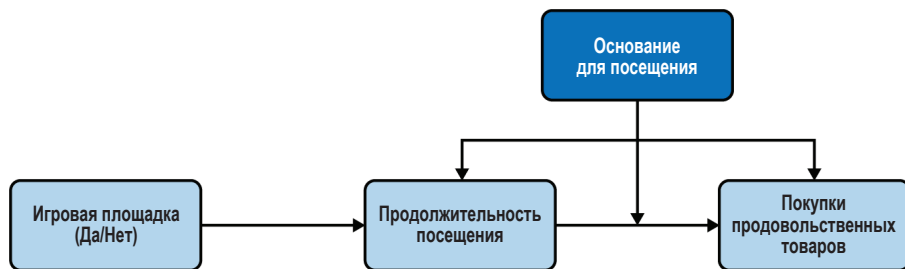 Основание
для посещения
Игровая площадка
(Да/Нет)
Продолжительность
посещения
Покупки
продовольственных
товаров